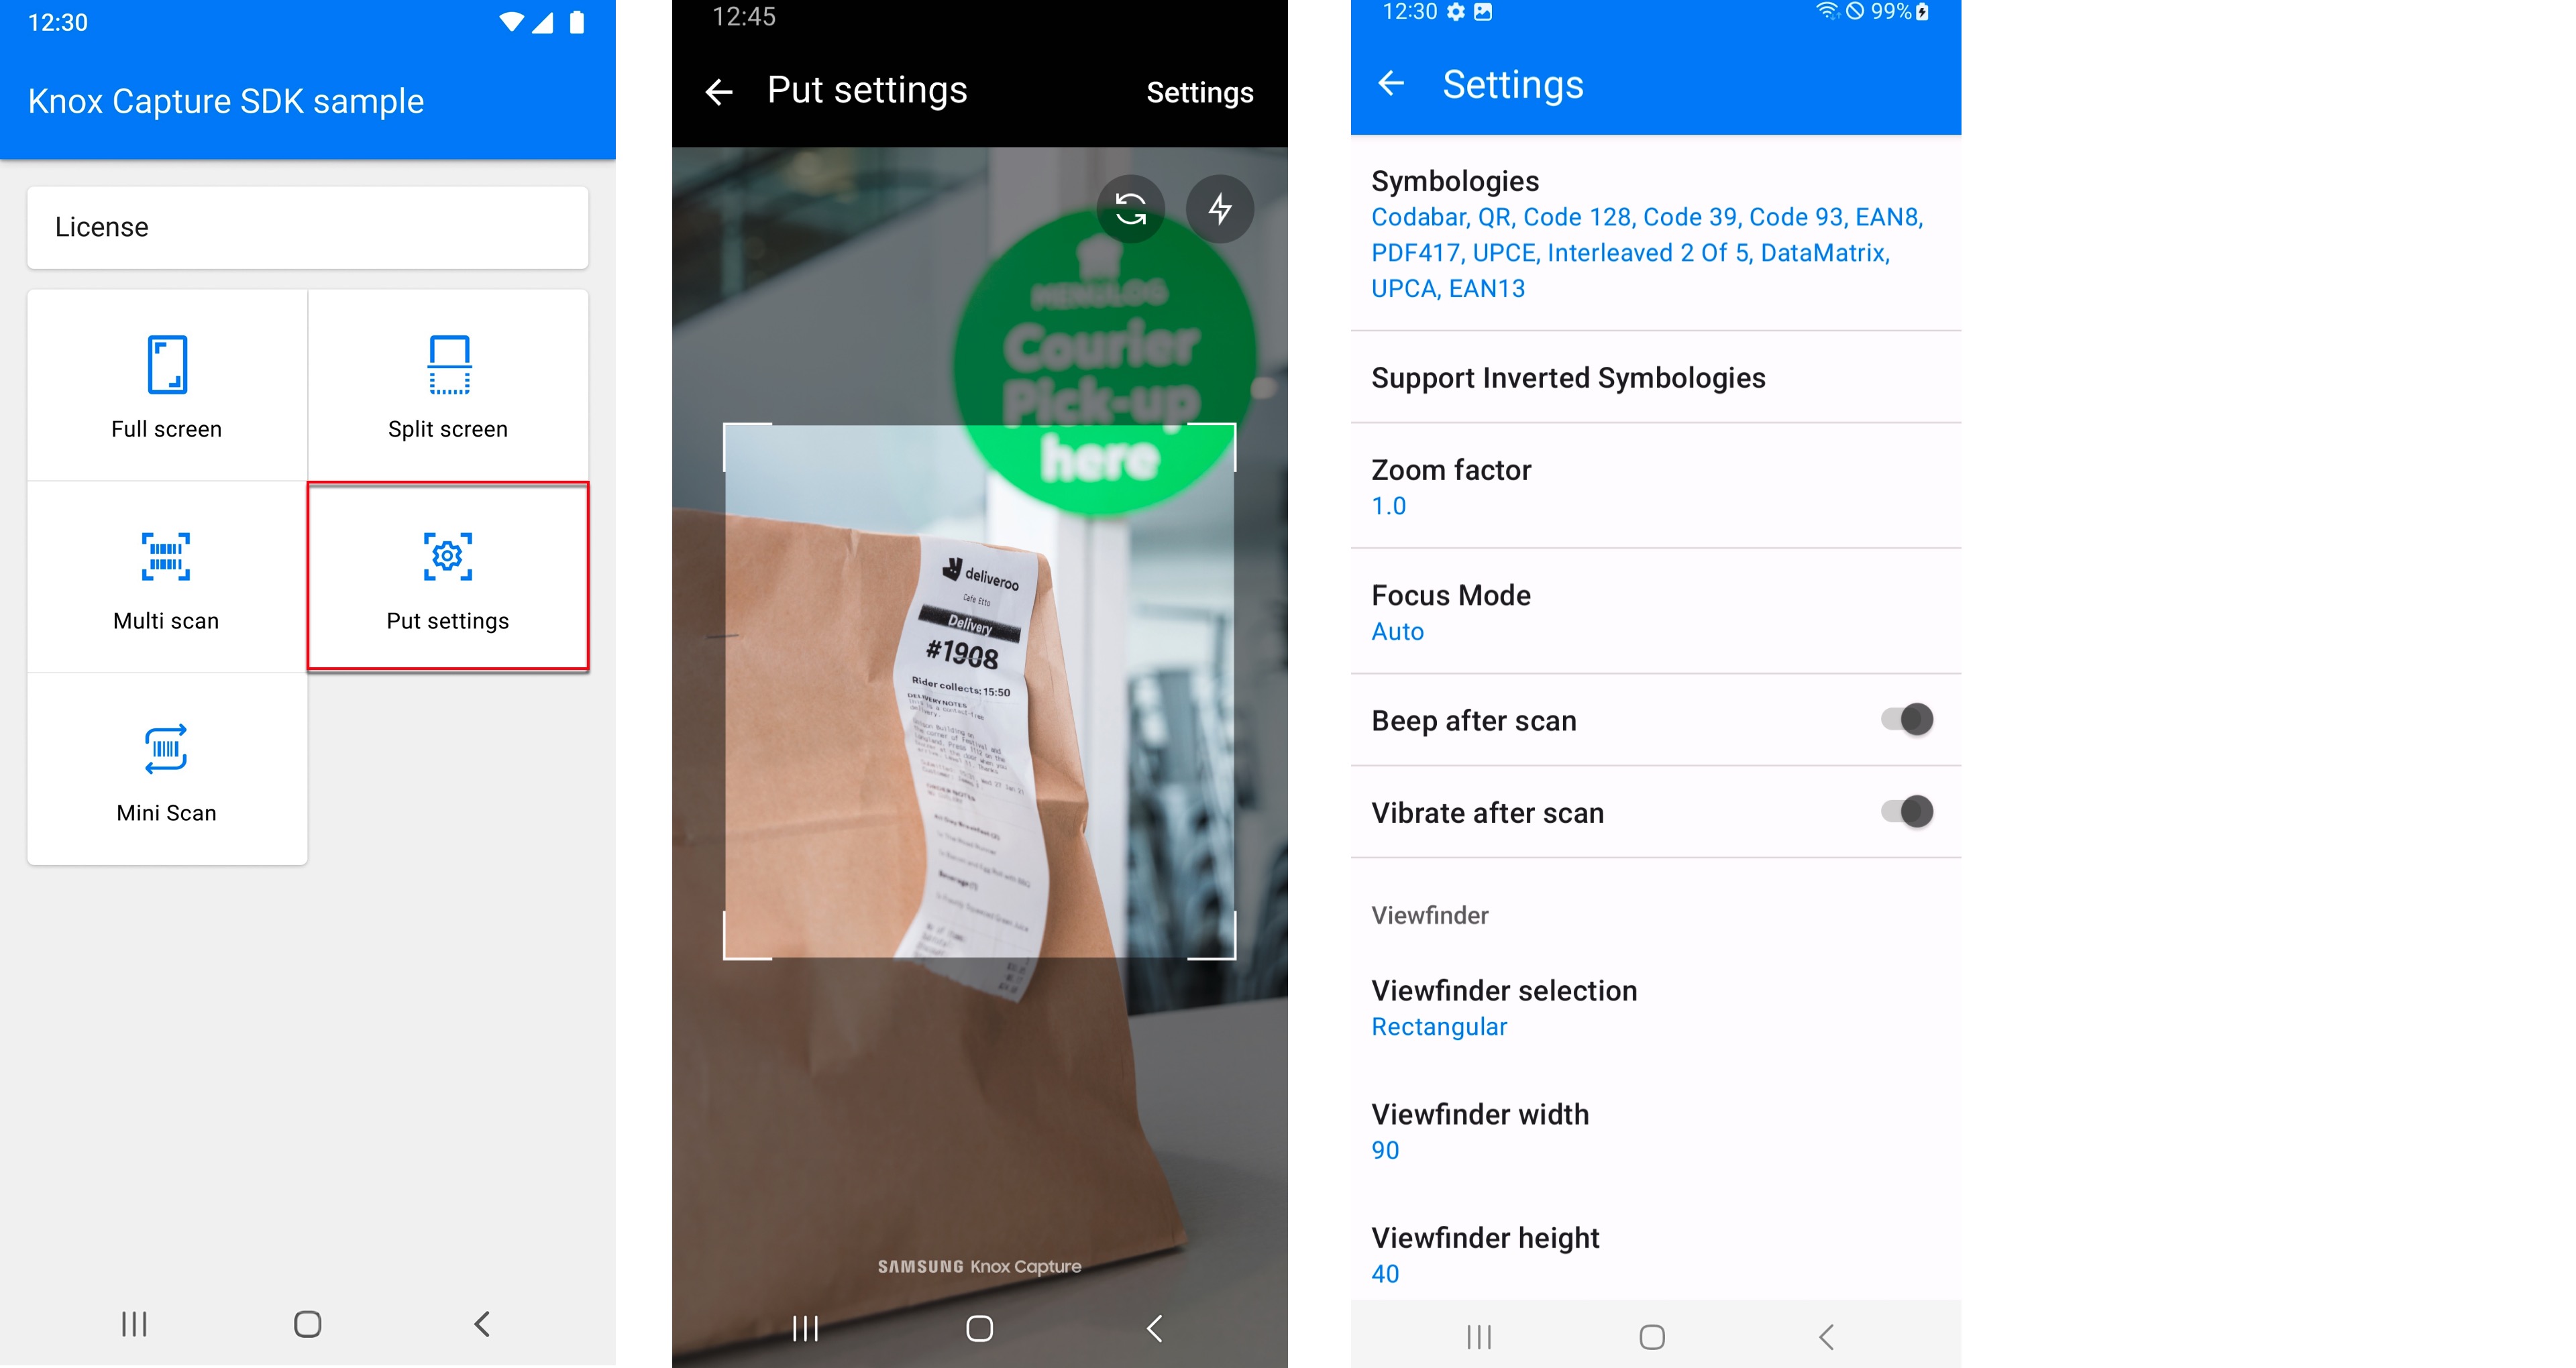 12:30
Knox Capture SDK sample
License
Full screen
Split screen
Multi scan
Put settings
Mini Scan
12:45
Put settings
Settings
MENULOG
Courier
Pick-up
here
deliveroo
Cafe Etto
Delivery
#1908
Rider collects: 15:50
DELIVERY NOTES
SAMSUNG Knox Capture
12:30
99%
Settings
Symbologies
Codabar, QR, Code 128, Code 39, Code 93, EAN8,
PDF417, UPCE, Interleaved 2 Of 5, DataMatrix,
UPCA, EAN13
Support Inverted Symbologies
Zoom factor
1.0
Focus Mode
Auto
Beep after scan
Vibrate after scan
Viewfinder
Viewfinder selection
Rectangular
Viewfinder width
90
Viewfinder height
40